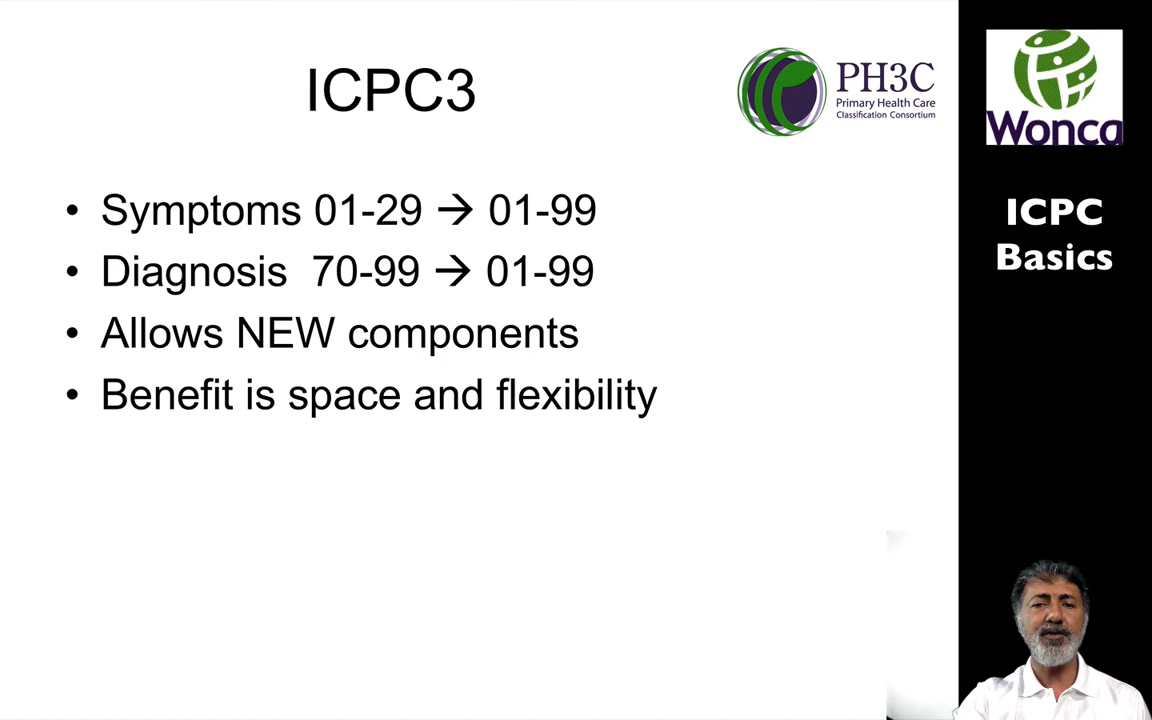 ICPC3
PH3C
Primary Health Care
Classification Consortium
• Symptoms 01-29 → 01-99
• Diagnosis 70-99 → 01-99
• Allows NEW components
• Benefit is space and flexibility
Wonca
ICPC
Basics